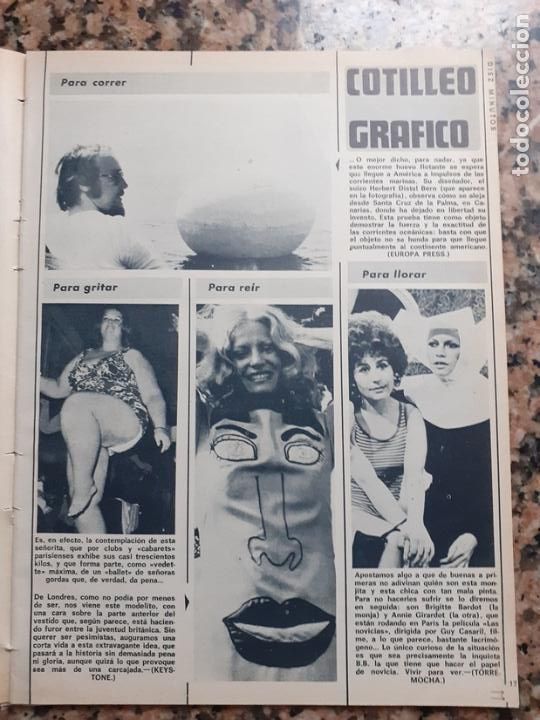 Para correr
COTILLEO
GRAFICO
DIEZ MINUTOS
... O mejor dicho, para nadar, ya que
este enorme huevo flotante se espera
que llegue a América a impulsos de las
corrientes marinas. Su diseñador, el
suizo Herbert Distel Bern (que aparece
en la fotografía), observa cómo se aleja
desde Santa Cruz de la Palma, en Ca-
narias, donde ha dejado en libertad su
invento. Esta prueba tiene como objeto
demostrar la fuerza y la exactitud de
las corrientes oceánicas: basta con que
el objeto no se hunda para que llegue
puntualmente al continente americano.
(EUROPA PRESS.)
Para gritar
Para reír
Para llorar
Es, en efecto, la contemplación de esta
señorita, que por clubs y «cabarets»
parisienses exhibe sus casi trescientos
kilos, y que forma parte, como «vedet-
te» máxima, de un «ballet» de señoras
gordas que, de verdad, da pena...
De Londres, como no podía por menos
de ser, nos viene este modelito, con
una cara sobre la parte anterior del
vestido que, según parece, está hacien-
do furor entre la juventud británica. Sin
querer ser pesimistas, auguramos una
corta vida a esta extravagante idea, que
pasará a la historia sin demasiada pena
ni gloria, aunque quizá lo que provoque
sea más de una carcajada.—(KEYS-
TONE.)
Apostamos algo a que de buenas a pri-
meras no adivinan quién son esta mon-
jita y esta chica con tan mala pinta.
Para no hacerles sufrir se lo diremos
en seguida: son Brigitte Bardot (la
monja) y Annie Girardot (la otra), que
están rodando en París la película «Las
novicias», dirigida por Guy Casaril, fil-
me, a lo que parece, bastante lacrimó-
geno... Lo único curioso de la situación
es que sea precisamente la inquieta
B.B. la que tiene que hacer el papel
de novicia. Vivir para ver.—(TORRE-
MOCHA.)
todocoleccion.net